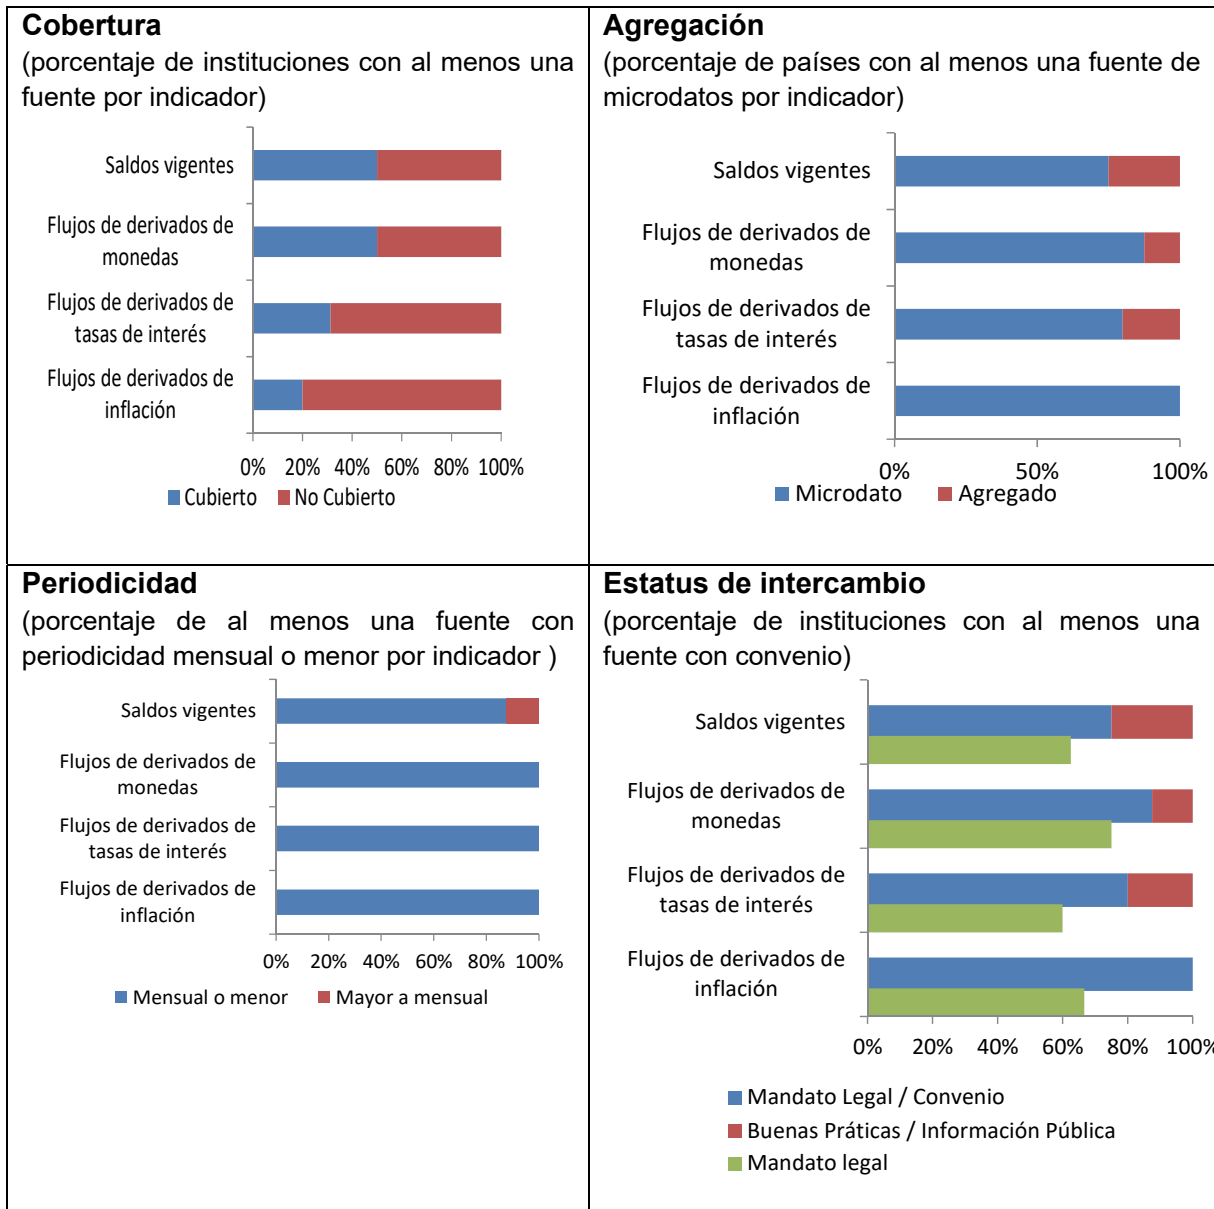 Cobertura
(porcentaje de instituciones con al menos una
fuente por indicador)
Saldos vigentes
Flujos de derivados de
monedas
Flujos de derivados de
tasas de interés
Flujos de derivados de
inflación
0% 20% 40% 60% 80% 100%
Cubierto No Cubierto
Agregación
(porcentaje de países con al menos una fuente de
microdatos por indicador)
Saldos vigentes
Flujos de derivados de
monedas
Flujos de derivados de
tasas de interés
Flujos de derivados de
inflación
0% 50% 100%
Microdato Agregado
Periodicidad
(porcentaje de al menos una fuente con
periodicidad mensual o menor por indicador )
Saldos vigentes
Flujos de derivados de
monedas
Flujos de derivados de
tasas de interés
Flujos de derivados de
inflación
0% 20% 40% 60% 80% 100%
Mensual o menor Mayor a mensual
Estatus de intercambio
(porcentaje de instituciones con al menos una
fuente con convenio)
Saldos vigentes
Flujos de derivados de
monedas
Flujos de derivados de
tasas de interés
Flujos de derivados de
inflación
0% 20% 40% 60% 80% 100%
Mandato Legal / Convenio
Buenas Práticas / Información Pública
Mandato legal